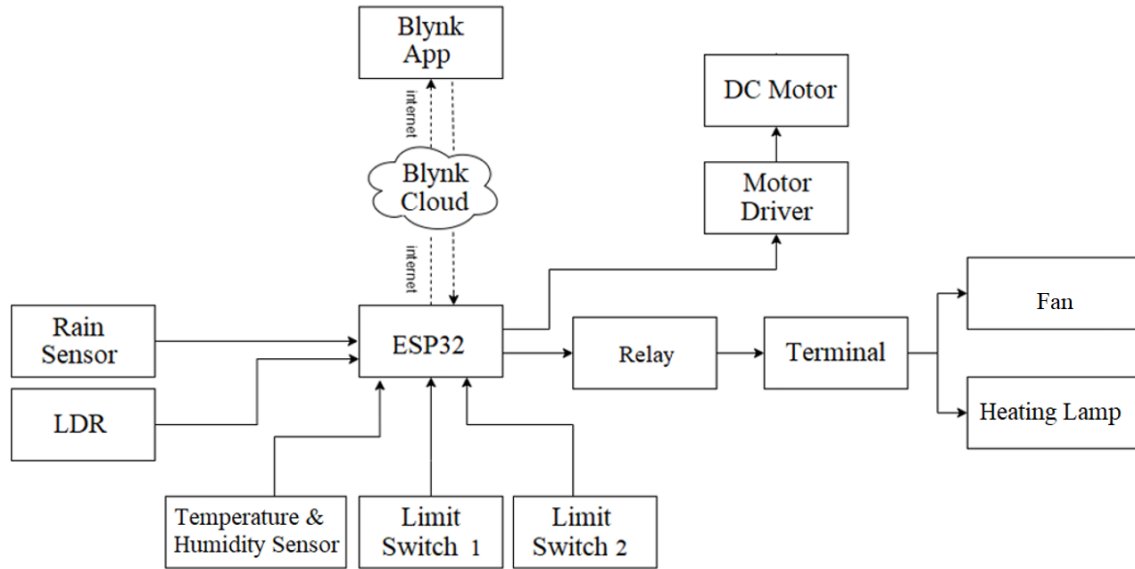 Blynk
App
internet
Blynk
Cloud
internet
DC Motor
Motor
Driver
Rain
Sensor
ESP32
Relay
Terminal
Fan
LDR
Heating Lamp
Temperature &
Humidity Sensor
Limit
Switch 1
Limit
Switch 2